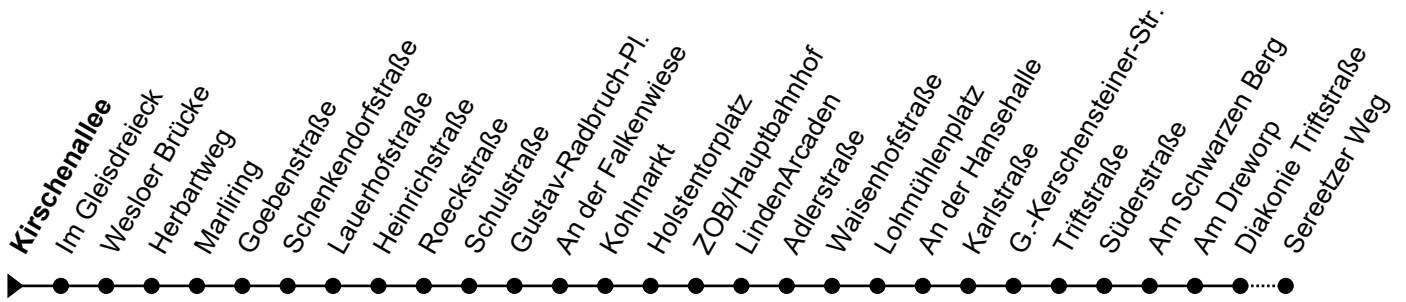 Kirschenallee
Im Gleisdreieck
Wesloer Brücke
Herbartweg
Marliring
Goebenstraße
Schenkendorfstraße
Lauerhofstraße
Heinrichstraße
Roeckstraße
Schulstraße
Gustav-Radbruch-Pl.
An der Falkenwiese
Kohlmarkt
Holstentorplatz
ZOB/Hauptbahnhof
LindenArcaden
Adlerstraße
Waisenhofstraße
Lohmühlenplatz
An der Hansehalle
Karlstraße
G.-Kerschensteiner-Str.
Triftstraße
Süderstraße
Am Schwarzen Berg
Am Dreworp
Diakonie Triftstraße
Sereetzer Weg